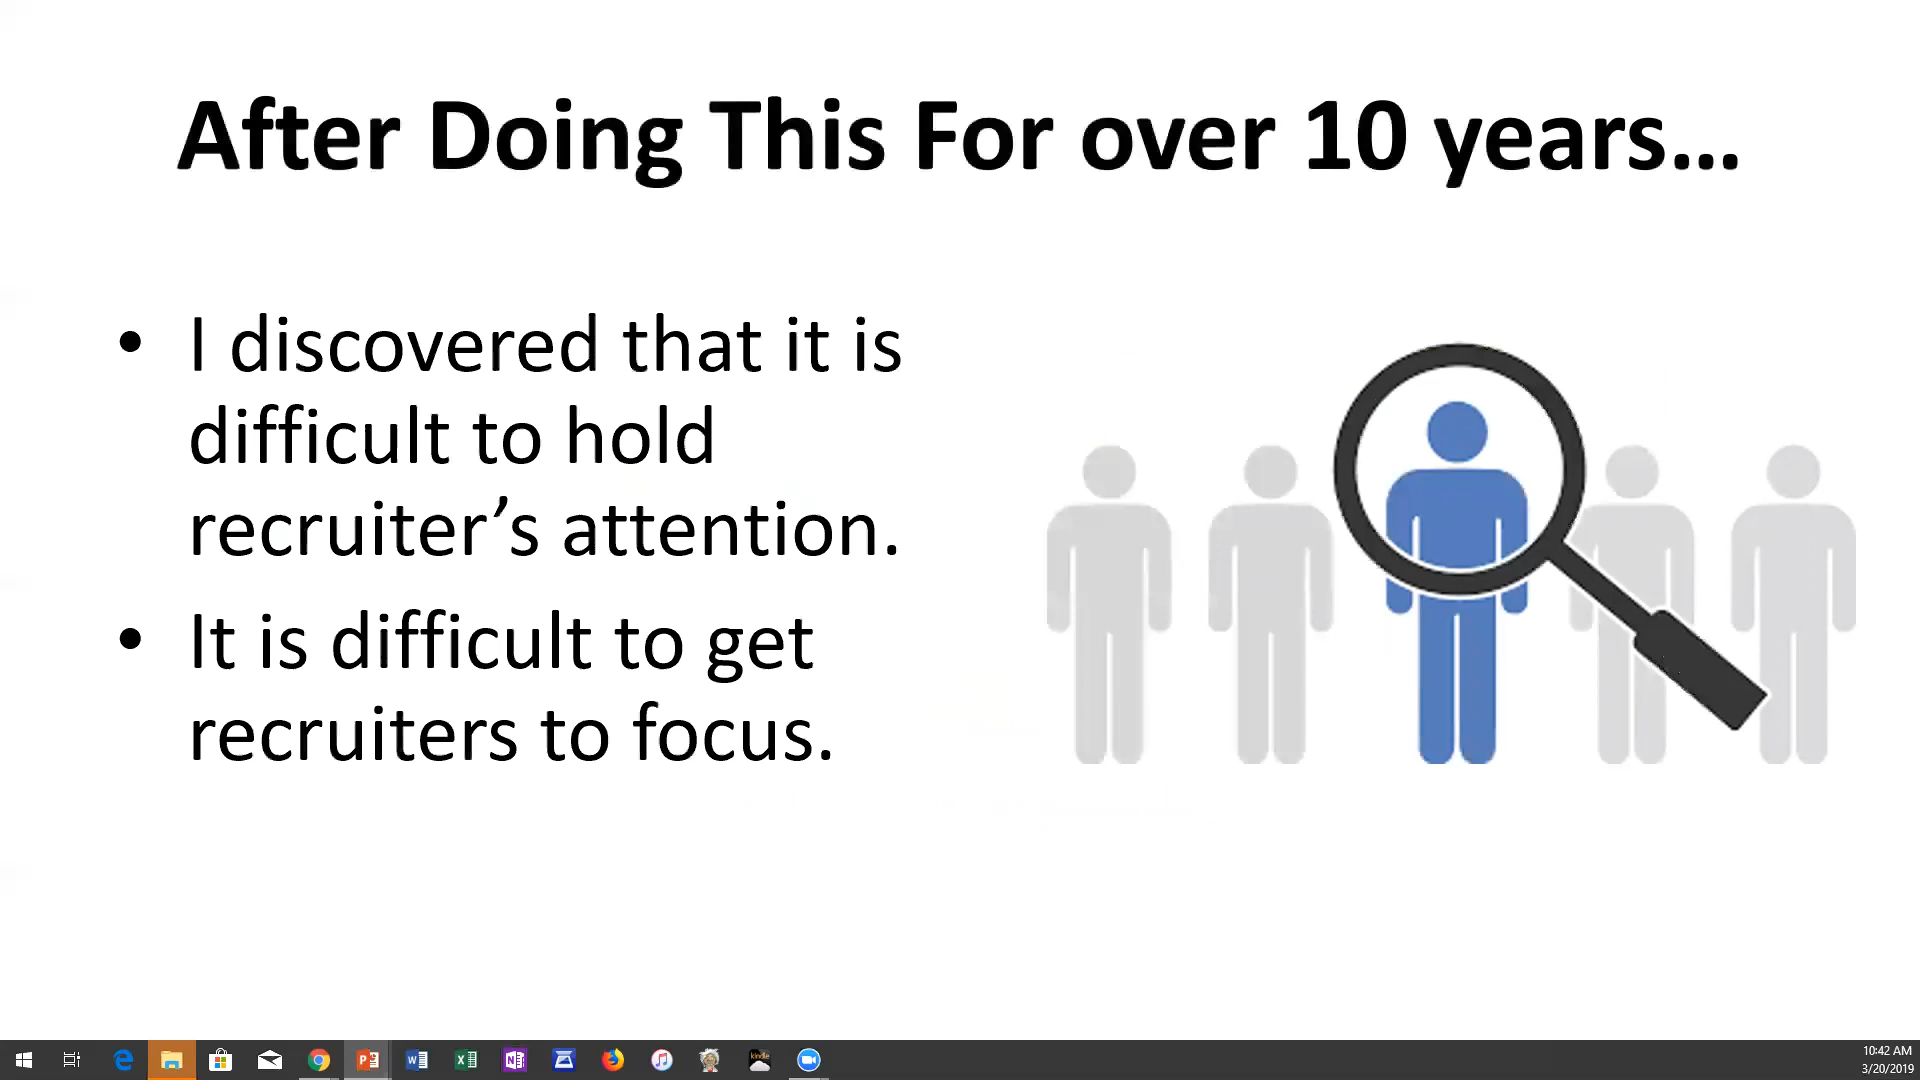 After Doing This For over 10 years…
• I discovered that it is
difficult to hold
recruiter’s attention.
• It is difficult to get
recruiters to focus.
kindle
10:42 AM
3/20/2019